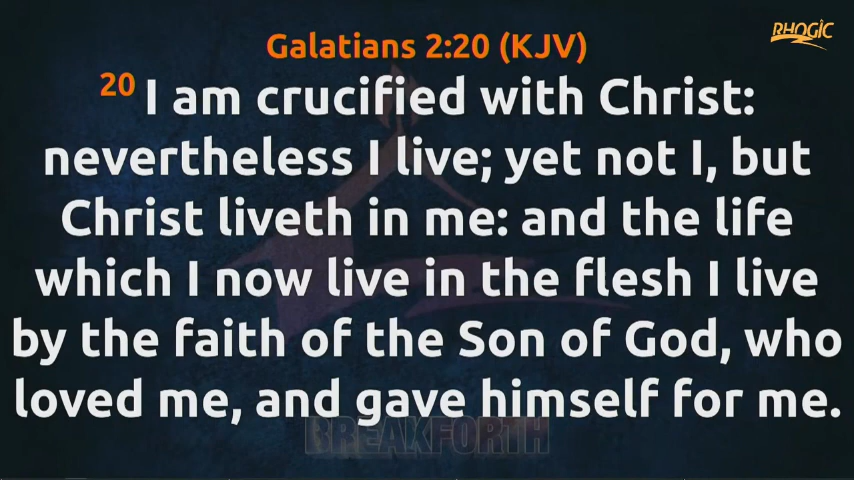 RHOGIC
Galatians 2:20 (KJV)
20 I am crucified with Christ:
nevertheless I live; yet not I, but
Christ liveth in me: and the life
which I now live in the flesh I live
by the faith of the Son of God, who
loved me, and gave himself for me.
BREAKFORTH